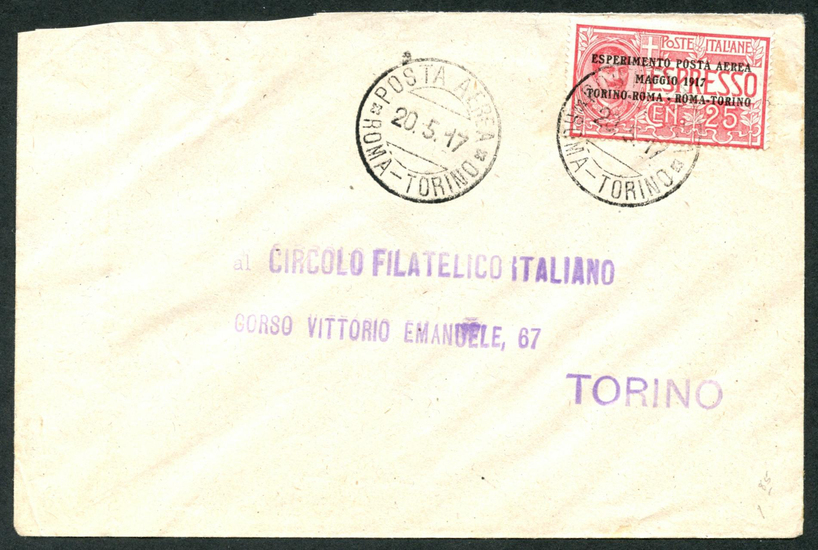 POSTE ITALIANE
ESPERIMENTO POSTA AEREA
MAGGIO 1917
ESPRESSO
TORINO-ROMA · ROMA-TORINO
CEN. 25
POSTA AEREA
20.5.17
ROMA-TORINO
ROMA-TORINO
al CIRCOLO FILATELICO ITALIANO
CORSO VITTORIO EMANUELE, 67
TORINO